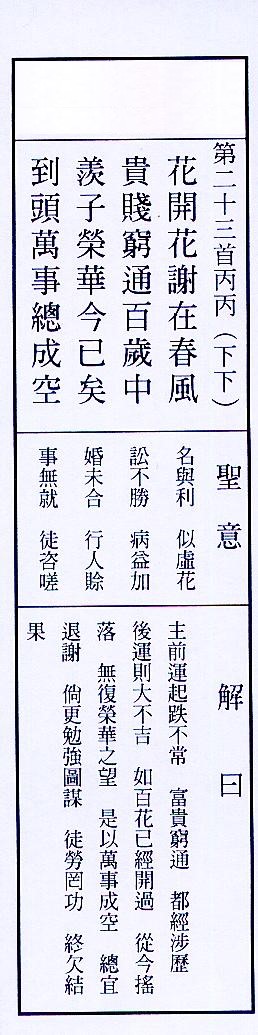 第二十三首丙丙（下下）
花開花謝在春風
貴賤窮通百歲中
羨子榮華今已矣
到頭萬事總成空
聖意
名與利　似虛花
訟不勝　病益加
婚未合　行人賒
事無就　徒咨嗟
解曰
主前運起跌不常　富貴窮通　都經涉歷
後運則大不吉　如百花已經開過　從今搖
落　無復榮華之望　是以萬事成空　總宜
退謝　倘更勉強圖謀　徒勞罔功　終欠結
果